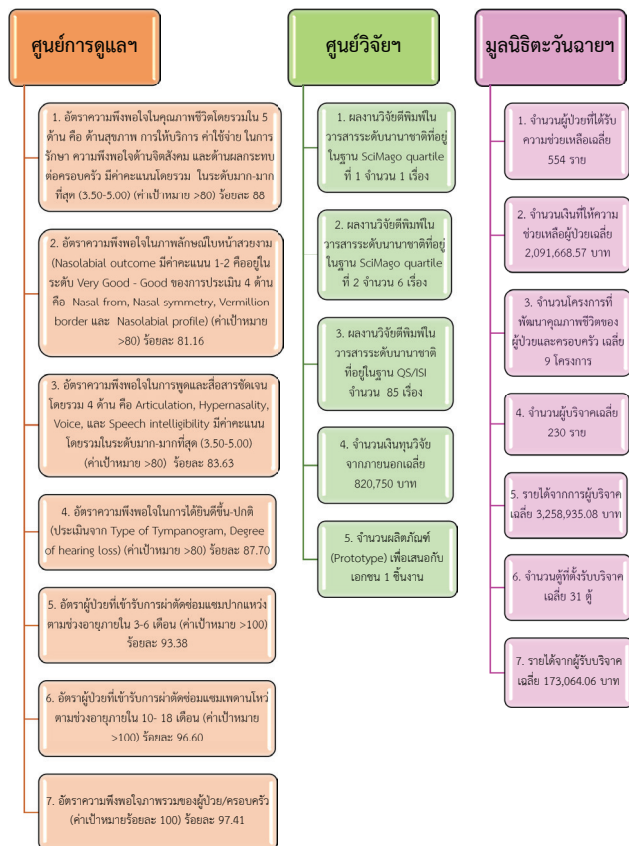 ศูนย์การดูแลฯ
1. อัตราความพึงพอใจในคุณภาพชีวิตโดยรวมใน 5
ด้าน คือ ด้านสุขภาพ การให้บริการ ค่าใช้จ่าย ในการ
รักษา ความพึงพอใจด้านจิตสังคม และด้านผลกระทบ
ต่อครอบครัว มีค่าคะแนนโดยรวม ในระดับมาก-มาก
ที่สุด (3.50-5.00) (ค่าเป้าหมาย >80) ร้อยละ 88
2. อัตราความพึงพอใจในภาพลักษณ์ใบหน้าสวยงาม
(Nasolabial outcome มีค่าคะแนน 1-2 คืออยู่ใน
ระดับ Very Good - Good ของการประเมิน 4 ด้าน
คือ Nasal from, Nasal symmetry, Vermillion
border และ Nasolabial profile) (ค่าเป้าหมาย
>80) ร้อยละ 81.16
3. อัตราความพึงพอใจในการพูดและสื่อสารชัดเจน
โดยรวม 4 ด้าน คือ Articulation, Hypernasality,
Voice, และ Speech intelligibility มีค่าคะแนน
โดยรวมในระดับมาก-มากที่สุด (3.50-5.00)
(ค่าเป้าหมาย >80) ร้อยละ 83.63
4. อัตราความพึงพอใจในการได้ยินดีขึ้น-ปกติ
(ประเมินจาก Type of Tympanogram, Degree
of hearing loss) (ค่าเป้าหมาย >80) ร้อยละ 87.70
5. อัตราผู้ป่วยที่เข้ารับการผ่าตัดซ่อมแซมปากแหว่ง
ตามช่วงอายุภายใน 3-6 เดือน (ค่าเป้าหมาย >100)
ร้อยละ 93.38
6. อัตราผู้ป่วยที่เข้ารับการผ่าตัดซ่อมแซมเพดานโหว่
ตามช่วงอายุภายใน 10- 18 เดือน (ค่าเป้าหมาย
>100) ร้อยละ 96.60
7. อัตราความพึงพอใจภาพรวมของผู้ป่วย/ครอบครัว
(ค่าเป้าหมายร้อยละ 100) ร้อยละ 97.41
ศูนย์วิจัยฯ
1. ผลงานวิจัยตีพิมพ์ใน
วารสารระดับนานาชาติที่อยู่
ในฐาน SciMago quartile
ที่ 1 จำนวน 1 เรื่อง
2. ผลงานวิจัยตีพิมพ์ใน
วารสารระดับนานาชาติที่อยู่
ในฐาน SciMago quartile
ที่ 2 จำนวน 6 เรื่อง
3. ผลงานวิจัยตีพิมพ์ใน
วารสารระดับนานาชาติ
ที่อยู่ในฐาน QS/ISI
จำนวน 85 เรื่อง
4. จำนวนเงินทุนวิจัย
จากภายนอกเฉลี่ย
820,750 บาท
5. จำนวนผลิตภัณฑ์
(Prototype) เพื่อเสนอกับ
เอกชน 1 ชิ้นงาน
มูลนิธิตะวันฉายฯ
1. จำนวนผู้ป่วยที่ได้รับ
ความช่วยเหลือเฉลี่ย
554 ราย
2. จำนวนเงินที่ให้ความ
ช่วยเหลือผู้ป่วยเฉลี่ย
2,091,668.57 บาท
3. จำนวนโครงการที่
พัฒนาคุณภาพชีวิตของ
ผู้ป่วยและครอบครัว เฉลี่ย
9 โครงการ
4. จำนวนผู้บริจาคเฉลี่ย
230 ราย
5. รายได้จากการผู้บริจาค
เฉลี่ย 3,258,935.08 บาท
6. จำนวนตู้ที่ตั้งรับบริจาค
เฉลี่ย 31 ตู้
7. รายได้จากผู้รับบริจาค
เฉลี่ย 173,064.06 บาท